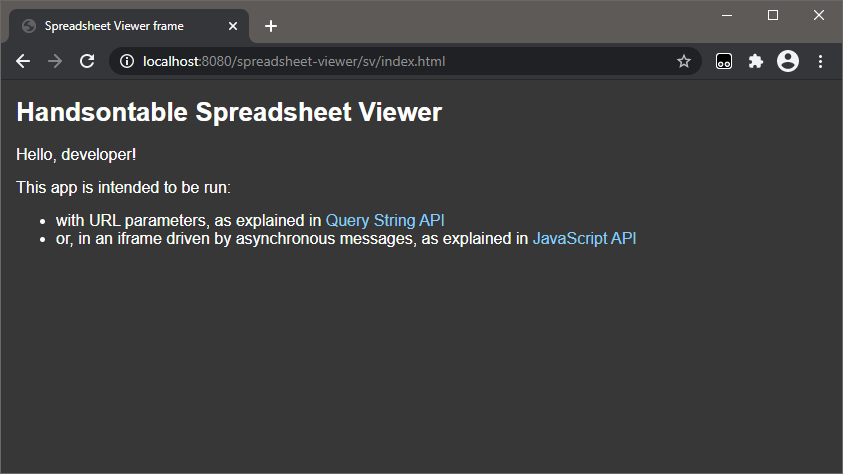 Spreadsheet Viewer frame
localhost:8080/spreadsheet-viewer/sv/index.html
Handsontable Spreadsheet Viewer
Hello, developer!
This app is intended to be run:
• with URL parameters, as explained in Query String API
• or, in an iframe driven by asynchronous messages, as explained in JavaScript API